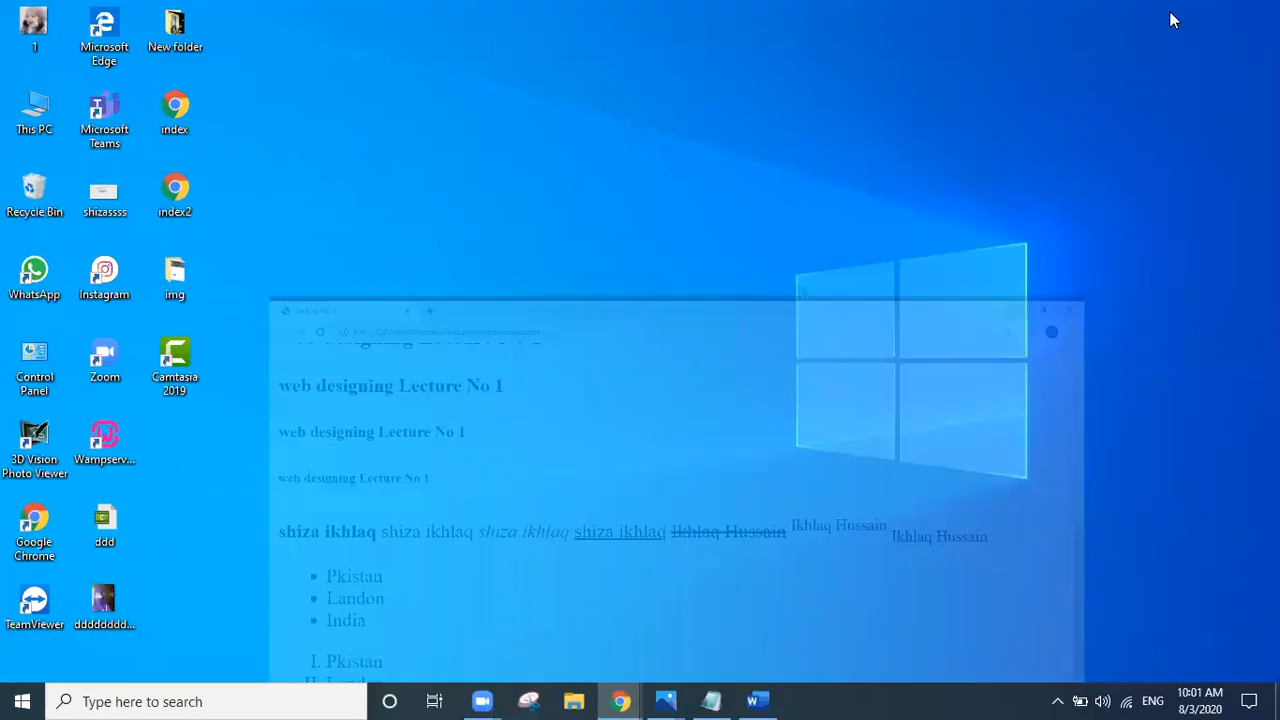 1
Microsoft Edge
New folder
This PC
Microsoft Teams
index
Recycle Bin
shizassss
index2
WhatsApp
Instagram
img
Control Panel
Zoom
Camtasia 2019
3D Vision Photo Viewer
Wampserv...
Google Chrome
ddd
TeamViewer
dddddddd...
Lecture No 2
web designing Lecture No 1
web designing Lecture No 1
web designing Lecture No 1
shiza ikhlaq shiza ikhlaq shiza ikhlaq shiza ikhlaq Ikhlaq Hussain Ikhlaq Hussain Ikhlaq Hussain
• Pkistan
• Landon
• India
I. Pkistan
Type here to search
ENG
10:01 AM
8/3/2020